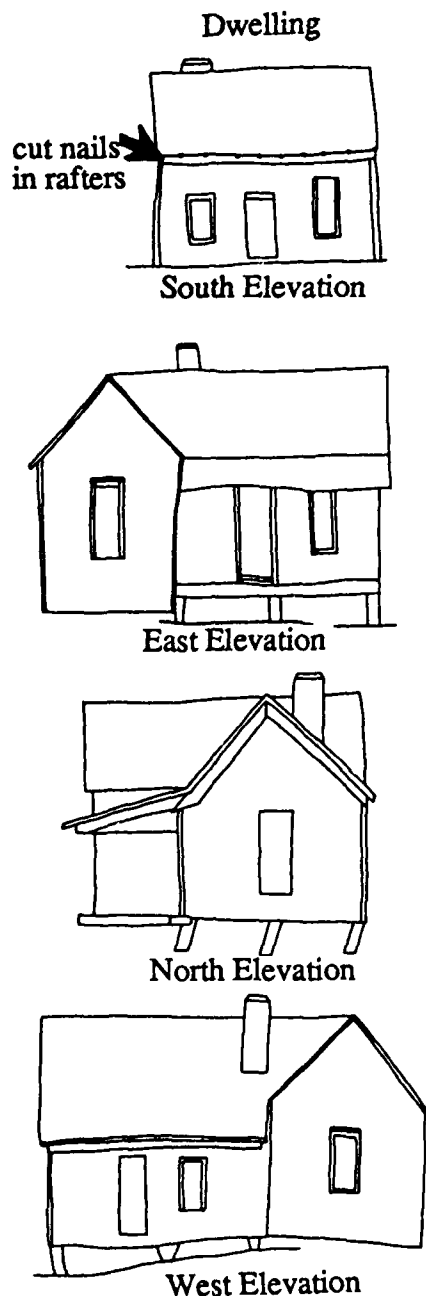 Dwelling
cut nails
in rafters
South Elevation
East Elevation
North Elevation
West Elevation